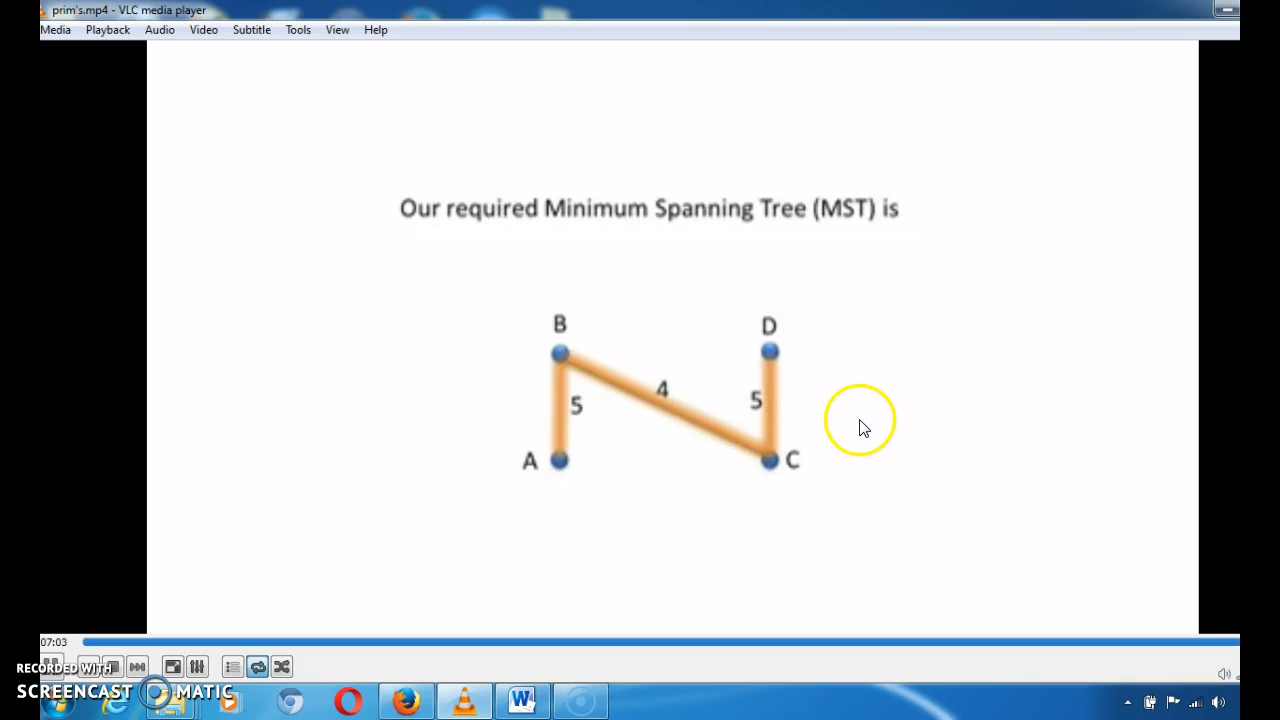 prim's.mp4 - VLC media player
Media Playback Audio Video Subtitle Tools View Help
Our required Minimum Spanning Tree (MST) is
B D
4
5 5
A C
07:03
RECORDED WITH
SCREENCAST MATIC
W